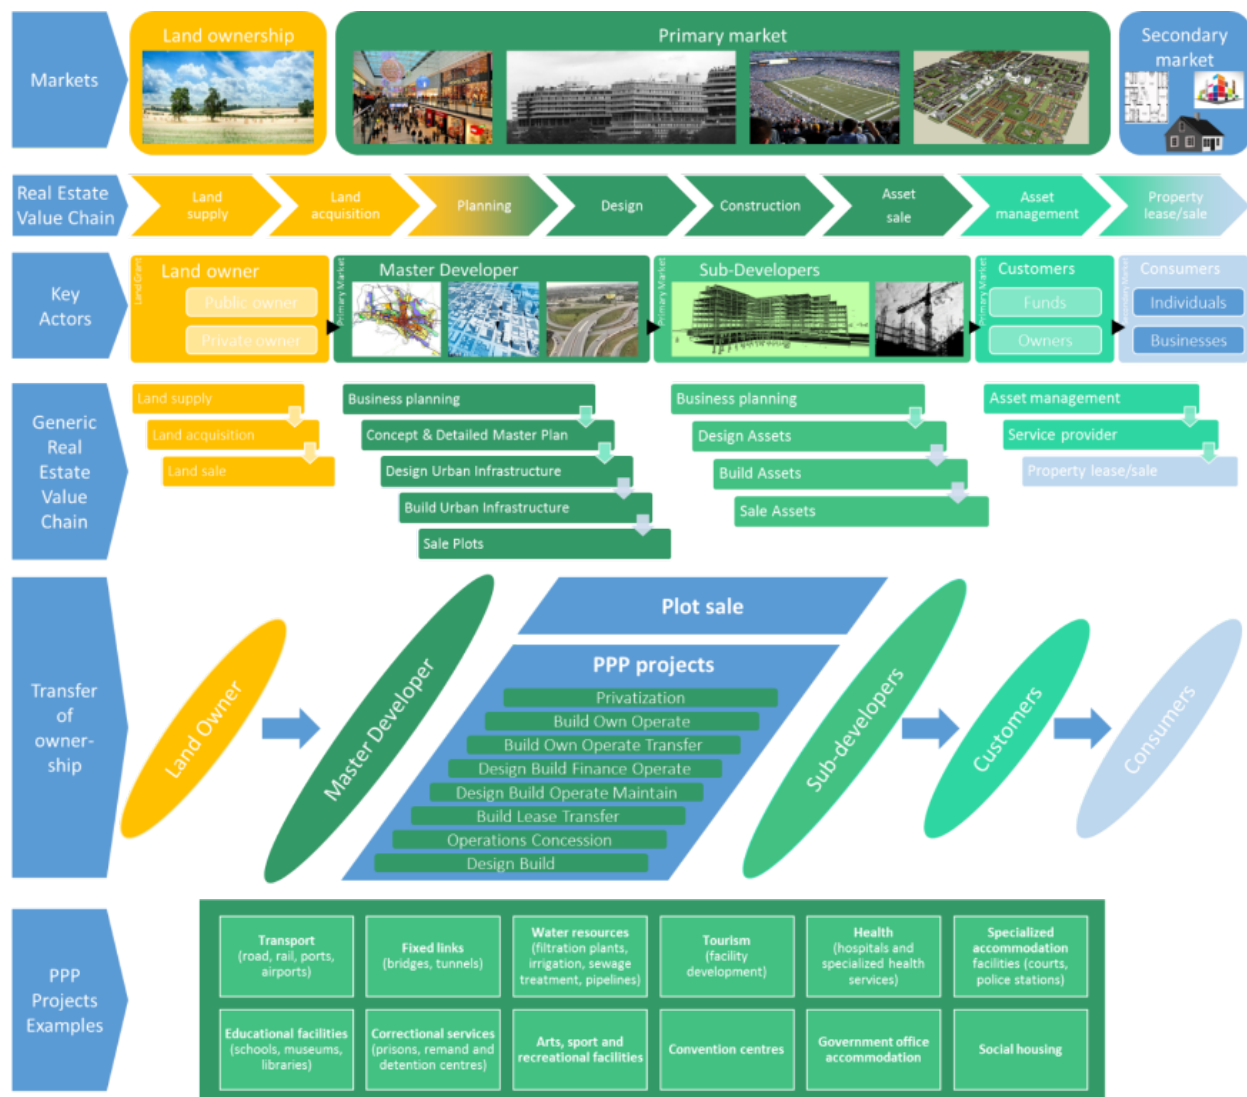 Markets
Land ownership
Primary market
Secondary
market
Real Estate
Value Chain
Land
supply
Land
acquisition
Planning
Design
Construction
Asset
sale
Asset
management
Property
lease/sale
Key
Actors
Land Grant
Land owner
Public owner
Private owner
Primary Market
Master Developer
Primary Market
Sub-Developers
Primary Market
Customers
Funds
Owners
Consumers
Individuals
Businesses
Generic
Real
Estate
Value
Chain
Land supply
Land acquisition
Land sale
Business planning
Concept & Detailed Master Plan
Design Urban Infrastructure
Build Urban Infrastructure
Sale Plots
Business planning
Design Assets
Build Assets
Sale Assets
Asset management
Service provider
Property lease/sale
Transfer
of
owner-
ship
Land Owner
Master Developer
Plot sale
PPP projects
Privatization
Build Own Operate
Build Own Operate Transfer
Design Build Finance Operate
Design Build Operate Maintain
Build Lease Transfer
Operations Concession
Design Build
Sub-developers
Customers
Consumers
PPP
Projects
Examples
Transport
(road, rail, ports,
airports)
Fixed links
(bridges, tunnels)
Water resources
(filtration plants,
irrigation, sewage
treatment, pipelines)
Tourism
(facility
development)
Health
(hospitals and
specialized health
services)
Specialized
accommodation
facilities (courts,
police stations)
Educational facilities
(schools, museums,
libraries)
Correctional services
(prisons, remand and
detention centres)
Arts, sport and
recreational facilities
Convention centres
Government office
accommodation
Social housing